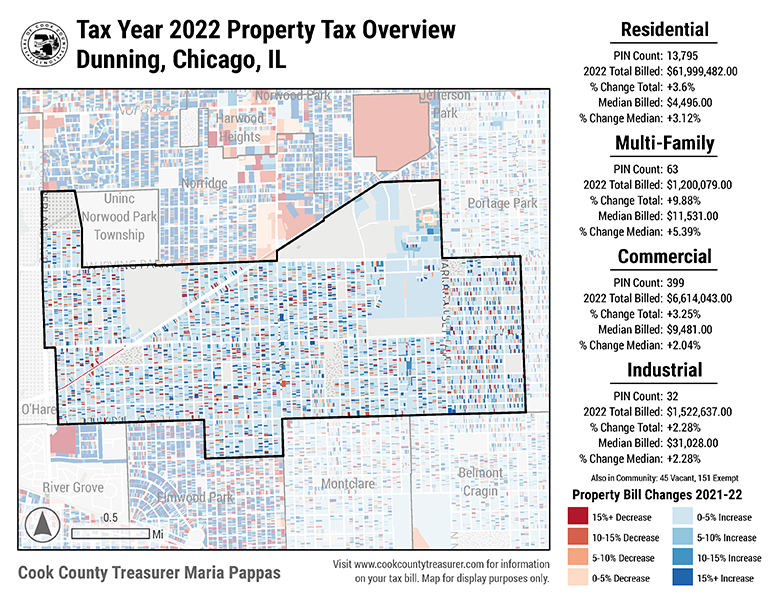 Tax Year 2022 Property Tax Overview
Dunning, Chicago, IL
Norwood Park
Jefferson
Park
Harwood
Heights
Norridge
Uninc
Norwood Park
Township
Portage Park
O'Hare
River Grove
Elmwood Park
Montclare
Belmont
Cragin
0.5
Mi
Cook County Treasurer Maria Pappas
Visit www.cookcountytreasurer.com for information
on your tax bill. Map for display purposes only.
Residential
PIN Count: 13,795
2022 Total Billed: $61,999,482.00
% Change Total: +3.6%
Median Billed: $4,496.00
% Change Median: +3.12%
Multi-Family
PIN Count: 63
2022 Total Billed: $1,200,079.00
% Change Total: +9.88%
Median Billed: $11,531.00
% Change Median: +5.39%
Commercial
PIN Count: 399
2022 Total Billed: $6,614,043.00
% Change Total: +3.25%
Median Billed: $9,481.00
% Change Median: +2.04%
Industrial
PIN Count: 32
2022 Total Billed: $1,522,637.00
% Change Total: +2.28%
Median Billed: $31,028.00
% Change Median: +2.28%
Also in Community: 45 Vacant, 151 Exempt
Property Bill Changes 2021-22
15%+ Decrease
0-5% Increase
10-15% Decrease
5-10% Increase
5-10% Decrease
10-15% Increase
0-5% Decrease
15%+ Increase